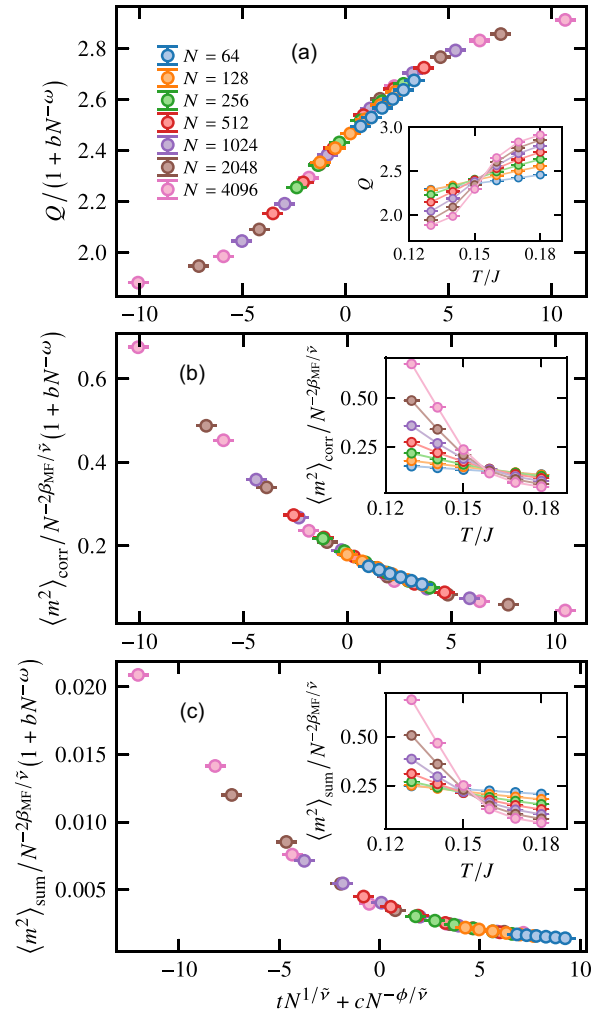 (a)
Q/(1 + bN^{−ω})
2.8
2.6
2.4
2.2
2.0
N = 64
N = 128
N = 256
N = 512
N = 1024
N = 2048
N = 4096
Q
3.0
2.5
2.0
0.12 0.15 0.18
T/J
−10 −5 0 5 10
(b)
⟨m²⟩_corr/N^{−2β_MF/ν̃}(1 + bN^{−ω})
0.6
0.4
0.2
⟨m²⟩_corr/N^{−2β_MF/ν̃}
0.50
0.25
0.12 0.15 0.18
T/J
−10 −5 0 5 10
(c)
⟨m²⟩_sum/N^{−2β_MF/ν̃}(1 + bN^{−ω})
0.020
0.015
0.010
0.005
⟨m²⟩_sum/N^{−2β_MF/ν̃}
0.50
0.25
0.12 0.15 0.18
T/J
−10 −5 0 5 10
tN^{1/ν̃} + cN^{−ϕ/ν̃}